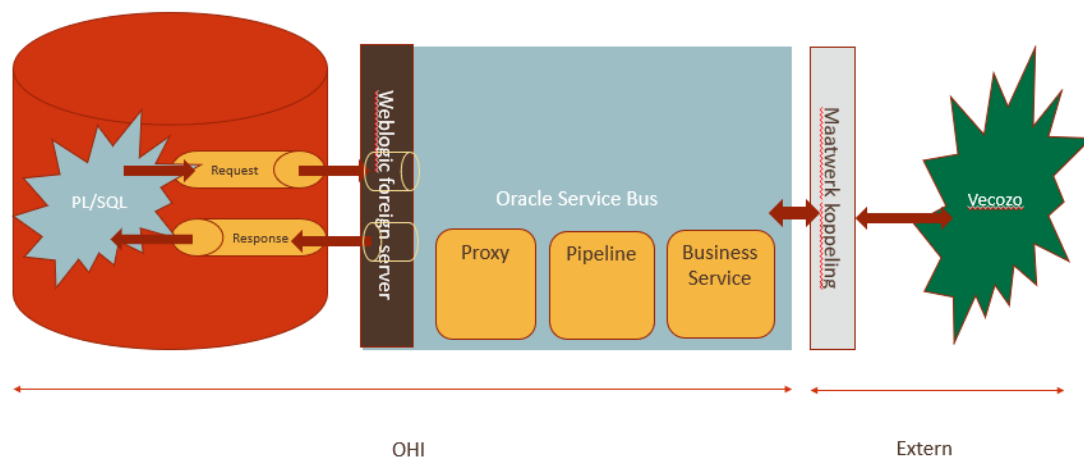 PL/SQL
Request
Response
Weblogic foreign server
Oracle Service Bus
Proxy
Pipeline
Business
Service
Maatwerk koppeling
Vecozo
OHI
Extern